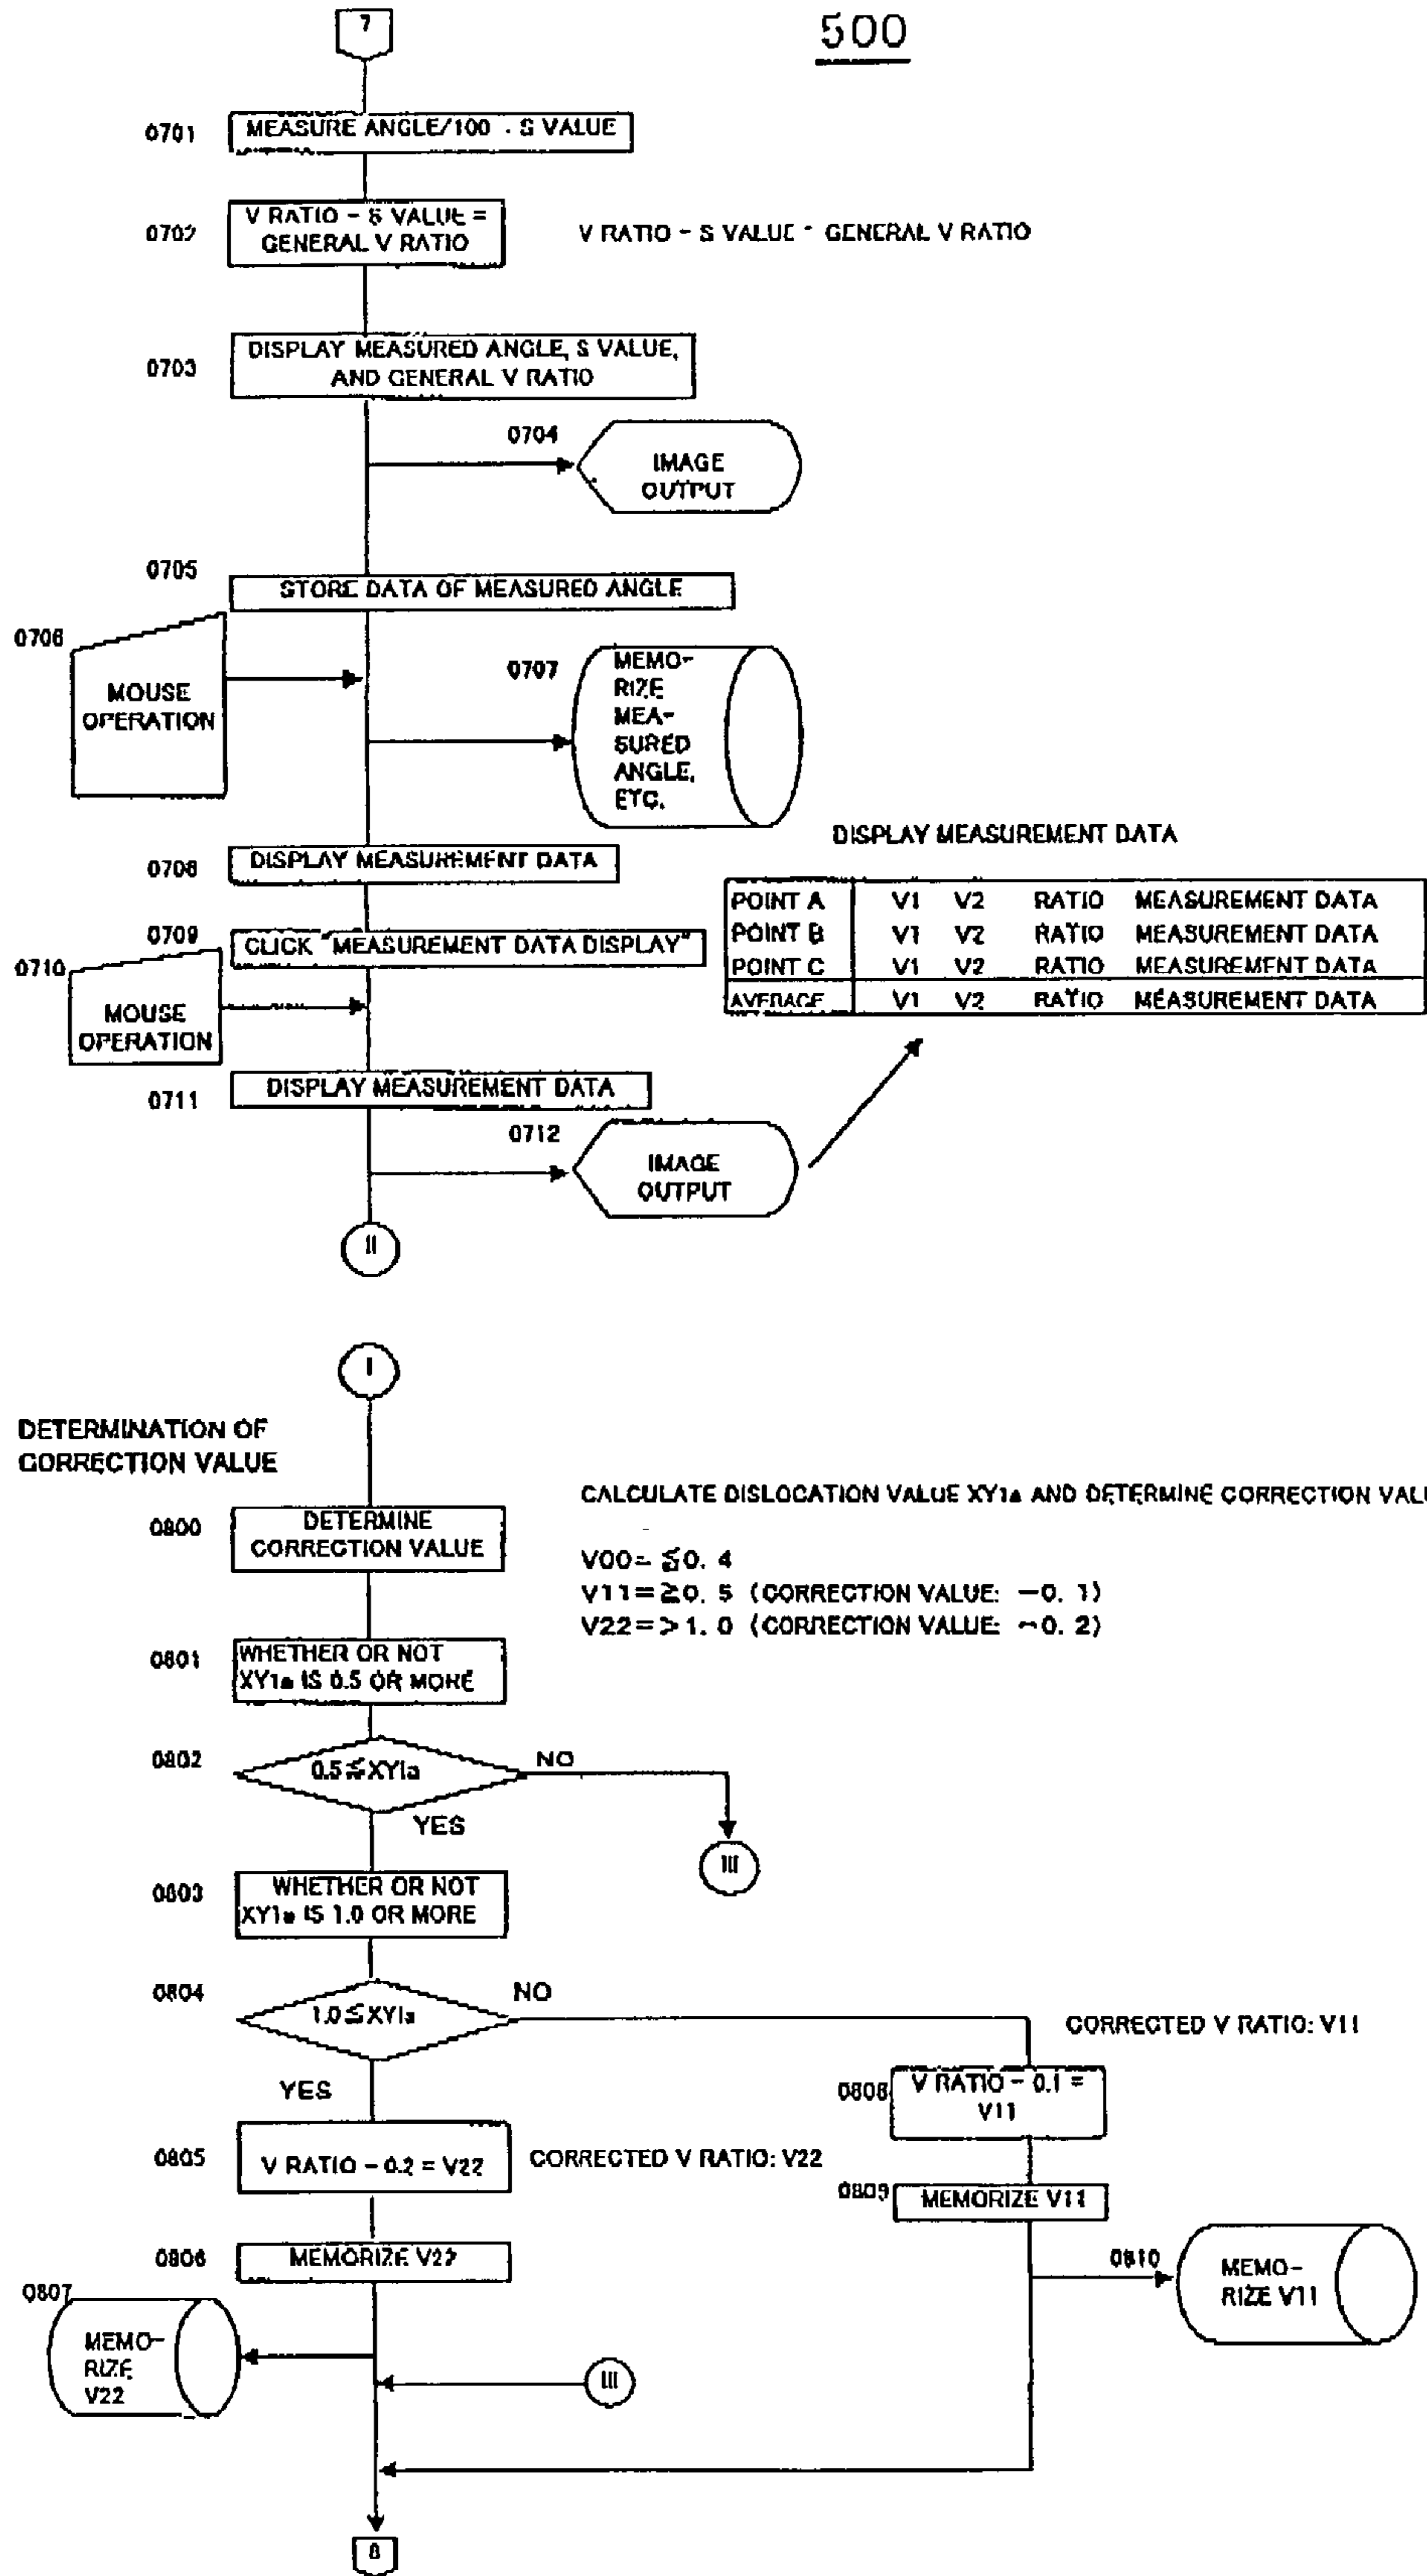 500
7
0701
MEASURE ANGLE/100 - S VALUE
0702
V RATIO - S VALUE =
GENERAL V RATIO
V RATIO - S VALUE - GENERAL V RATIO
0703
DISPLAY MEASURED ANGLE, S VALUE,
AND GENERAL V RATIO
0704
IMAGE
OUTPUT
0705
STORE DATA OF MEASURED ANGLE
0706
MOUSE
OPERATION
0707
MEMO-
RIZE
MEA-
SURED
ANGLE,
ETC.
0708
DISPLAY MEASUREMENT DATA
DISPLAY MEASUREMENT DATA
POINT A V1 V2 RATIO MEASUREMENT DATA
POINT B V1 V2 RATIO MEASUREMENT DATA
POINT C V1 V2 RATIO MEASUREMENT DATA
AVERAGE V1 V2 RATIO MEASUREMENT DATA
0709
CLICK "MEASUREMENT DATA DISPLAY"
0710
MOUSE
OPERATION
0711
DISPLAY MEASUREMENT DATA
0712
IMAGE
OUTPUT
II
I
DETERMINATION OF
CORRECTION VALUE
CALCULATE DISLOCATION VALUE XY1a AND DETERMINE CORRECTION VALU
0800
DETERMINE
CORRECTION VALUE
V00=≦0.4
V11=≧0.5 (CORRECTION VALUE: -0.1)
V22=>1.0 (CORRECTION VALUE: -0.2)
0801
WHETHER OR NOT
XY1a IS 0.5 OR MORE
0802
0.5≦XY1a
NO
YES
III
0803
WHETHER OR NOT
XY1a IS 1.0 OR MORE
0804
1.0≦XY1a
NO
YES
CORRECTED V RATIO: V11
0808
V RATIO - 0.1 =
V11
0805
V RATIO - 0.2 = V22
CORRECTED V RATIO: V22
0809
MEMORIZE V11
0806
MEMORIZE V22
0810
MEMO-
RIZE V11
0807
MEMO-
RIZE
V22
III
8